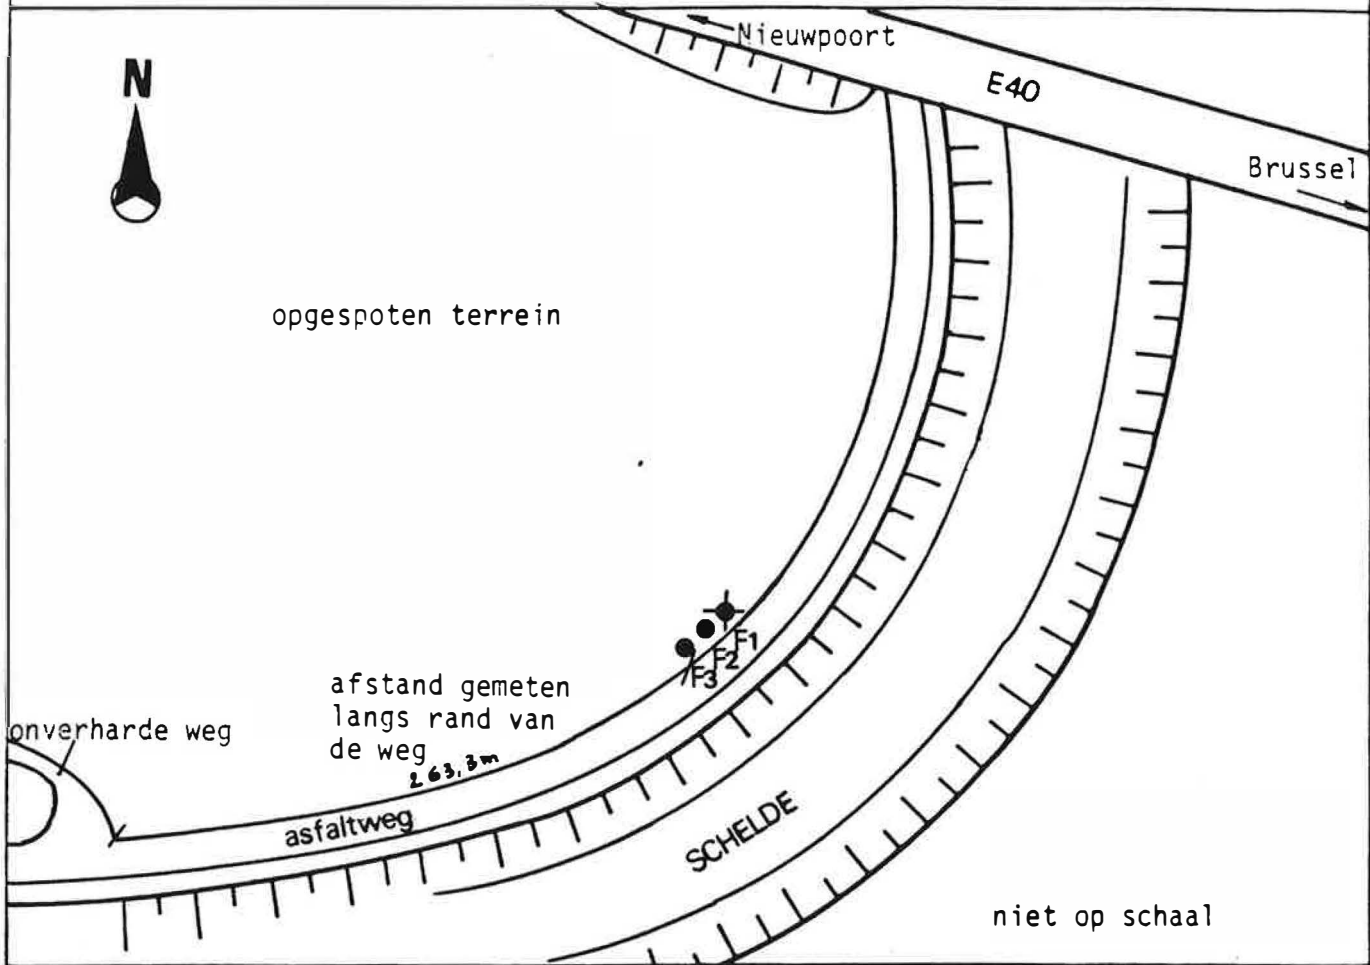 Nieuwpoort
N
E40
Brussel
opgespoten terrein
F1
F2
F3
afstand gemeten
langs rand van
de weg
onverharde weg
263,3m
asfaltweg
SCHELDE
niet op schaal